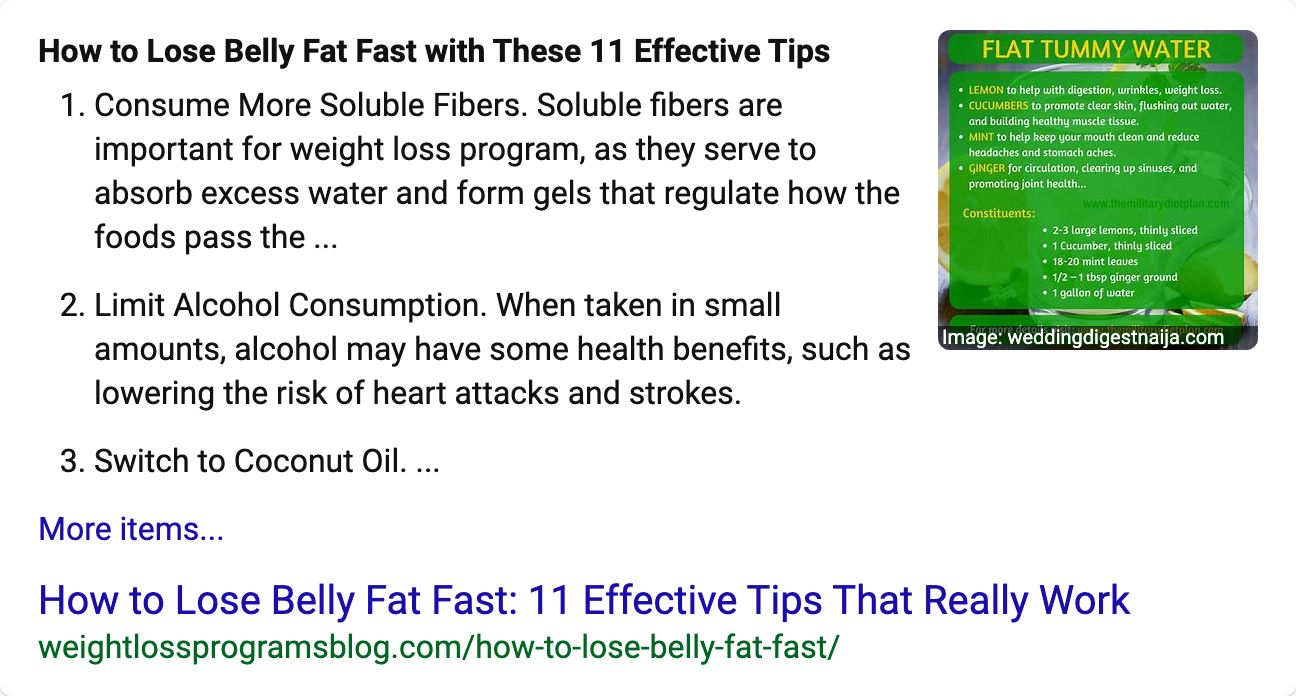 How to Lose Belly Fat Fast with These 11 Effective Tips
1. Consume More Soluble Fibers. Soluble fibers are
important for weight loss program, as they serve to
absorb excess water and form gels that regulate how the
foods pass the ...
2. Limit Alcohol Consumption. When taken in small
amounts, alcohol may have some health benefits, such as
lowering the risk of heart attacks and strokes.
3. Switch to Coconut Oil. ...
More items...
How to Lose Belly Fat Fast: 11 Effective Tips That Really Work
weightlossprogramsblog.com/how-to-lose-belly-fat-fast/
FLAT TUMMY WATER
• LEMON to help with digestion, wrinkles, weight loss.
• CUCUMBERS to promote clear skin, flushing out water,
and building healthy muscle tissue.
• MINT to help keep your mouth clean and reduce
headaches and stomach aches.
• GINGER for circulation, clearing up sinuses, and
promoting joint health...
www.themilitarydietplan.com
Constituents:
• 2-3 large lemons, thinly sliced
• 1 Cucumber, thinly sliced
• 18-20 mint leaves
• 1/2 – 1 tbsp ginger ground
• 1 gallon of water
For more
Image: weddingdigestnaija.com